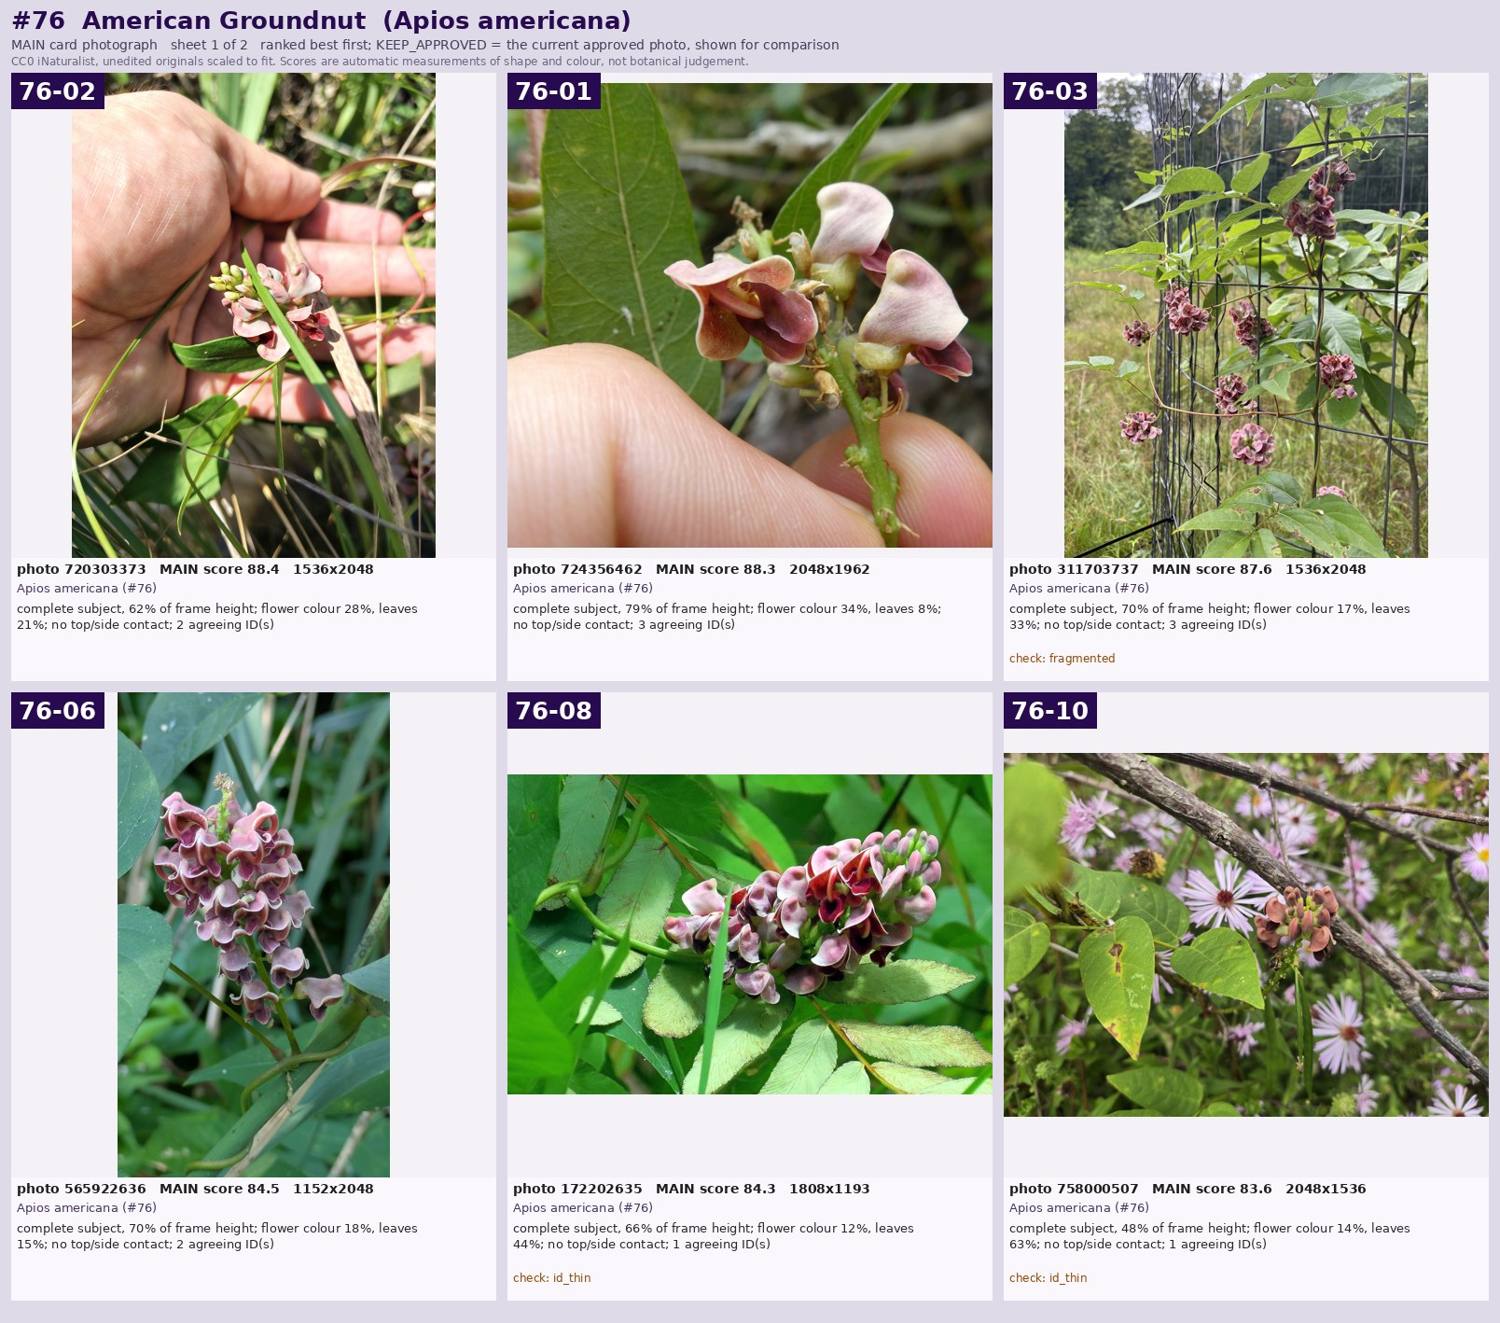 #76 American Groundnut (Apios americana)
MAIN card photograph sheet 1 of 2 ranked best first; KEEP_APPROVED = the current approved photo, shown for comparison
CC0 iNaturalist, unedited originals scaled to fit. Scores are automatic measurements of shape and colour, not botanical judgement.
76-02
photo 720303373 MAIN score 88.4 1536x2048
Apios americana (#76)
complete subject, 62% of frame height; flower colour 28%, leaves
21%; no top/side contact; 2 agreeing ID(s)
76-01
photo 724356462 MAIN score 88.3 2048x1962
Apios americana (#76)
complete subject, 79% of frame height; flower colour 34%, leaves 8%;
no top/side contact; 3 agreeing ID(s)
76-03
photo 311703737 MAIN score 87.6 1536x2048
Apios americana (#76)
complete subject, 70% of frame height; flower colour 17%, leaves
33%; no top/side contact; 3 agreeing ID(s)
check: fragmented
76-06
photo 565922636 MAIN score 84.5 1152x2048
Apios americana (#76)
complete subject, 70% of frame height; flower colour 18%, leaves
15%; no top/side contact; 2 agreeing ID(s)
76-08
photo 172202635 MAIN score 84.3 1808x1193
Apios americana (#76)
complete subject, 66% of frame height; flower colour 12%, leaves
44%; no top/side contact; 1 agreeing ID(s)
check: id_thin
76-10
photo 758000507 MAIN score 83.6 2048x1536
Apios americana (#76)
complete subject, 48% of frame height; flower colour 14%, leaves
63%; no top/side contact; 1 agreeing ID(s)
check: id_thin